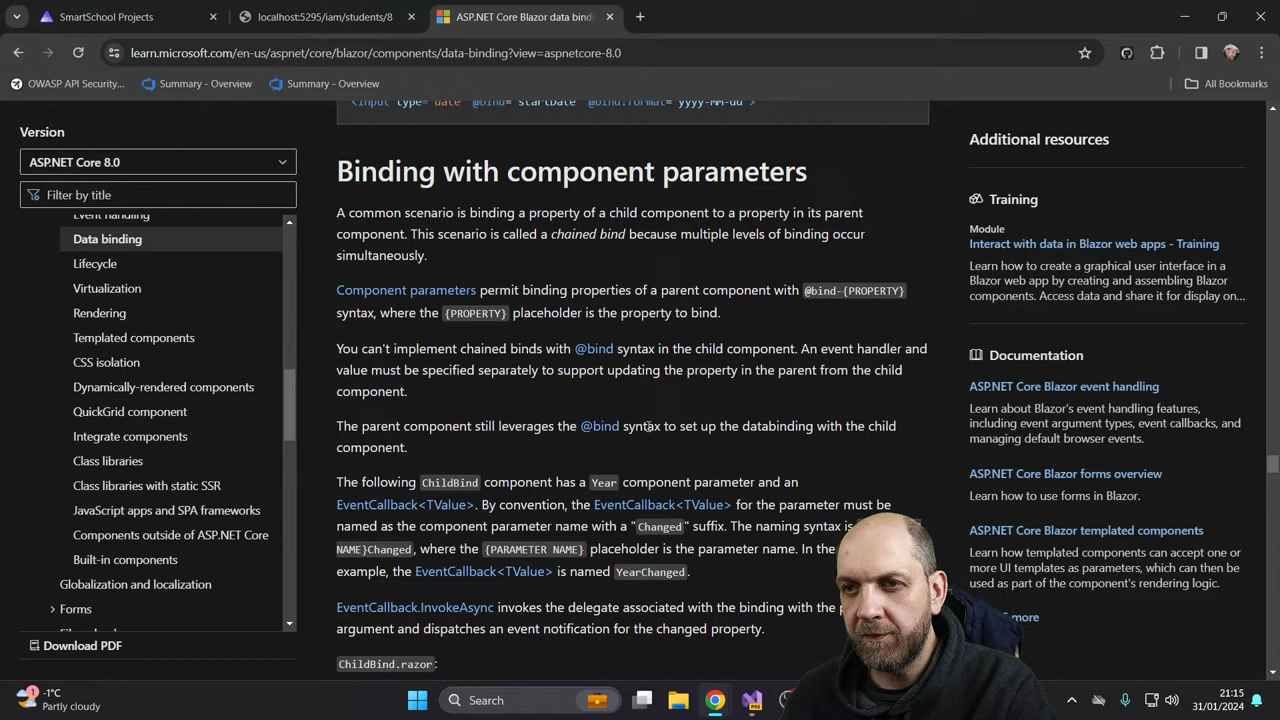 SmartSchool Projects
localhost:5295/iam/students/8
ASP.NET Core Blazor data bindi
learn.microsoft.com/en-us/aspnet/core/blazor/components/data-binding?view=aspnetcore-8.0
OWASP API Security...
Summary - Overview
Summary - Overview
All Bookmarks
Version
ASP.NET Core 8.0
Filter by title
Event handling
Data binding
Lifecycle
Virtualization
Rendering
Templated components
CSS isolation
Dynamically-rendered components
QuickGrid component
Integrate components
Class libraries
Class libraries with static SSR
JavaScript apps and SPA frameworks
Components outside of ASP.NET Core
Built-in components
Globalization and localization
Forms
Download PDF
<input type="date" @bind="startDate" @bind:format="yyyy-MM-dd">
Binding with component parameters
A common scenario is binding a property of a child component to a property in its parent
component. This scenario is called a chained bind because multiple levels of binding occur
simultaneously.
Component parameters permit binding properties of a parent component with @bind-{PROPERTY}
syntax, where the {PROPERTY} placeholder is the property to bind.
You can't implement chained binds with @bind syntax in the child component. An event handler and
value must be specified separately to support updating the property in the parent from the child
component.
The parent component still leverages the @bind syntax to set up the databinding with the child
component.
The following ChildBind component has a Year component parameter and an
EventCallback<TValue>. By convention, the EventCallback<TValue> for the parameter must be
named as the component parameter name with a "Changed" suffix. The naming syntax is
NAME}Changed, where the {PARAMETER NAME} placeholder is the parameter name. In the
example, the EventCallback<TValue> is named YearChanged.
EventCallback.InvokeAsync invokes the delegate associated with the binding with the
argument and dispatches an event notification for the changed property.
ChildBind.razor:
Additional resources
Training
Module
Interact with data in Blazor web apps - Training
Learn how to create a graphical user interface in a
Blazor web app by creating and assembling Blazor
components. Access data and share it for display on...
Documentation
ASP.NET Core Blazor event handling
Learn about Blazor's event handling features,
including event argument types, event callbacks, and
managing default browser events.
ASP.NET Core Blazor forms overview
Learn how to use forms in Blazor.
ASP.NET Core Blazor templated components
Learn how templated components can accept one or
more UI templates as parameters, which can then be
used as part of the component's rendering logic.
more
1
-1°C
Partly cloudy
Search
PRE
21:15
31/01/2024